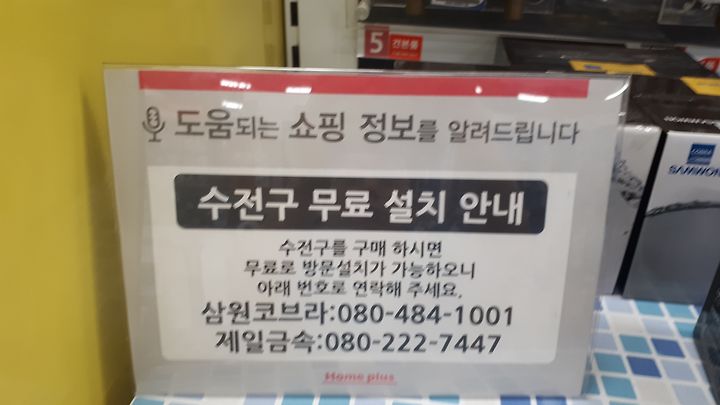 5
도움되는 쇼핑 정보를 알려드립니다
수전구 무료 설치 안내
수전구를 구매 하시면
무료로 방문설치가 가능하오니
아래 번호로 연락해 주세요.
삼원코브라:080-484-1001
제일금속:080-222-7447
Home plus
SAMWON